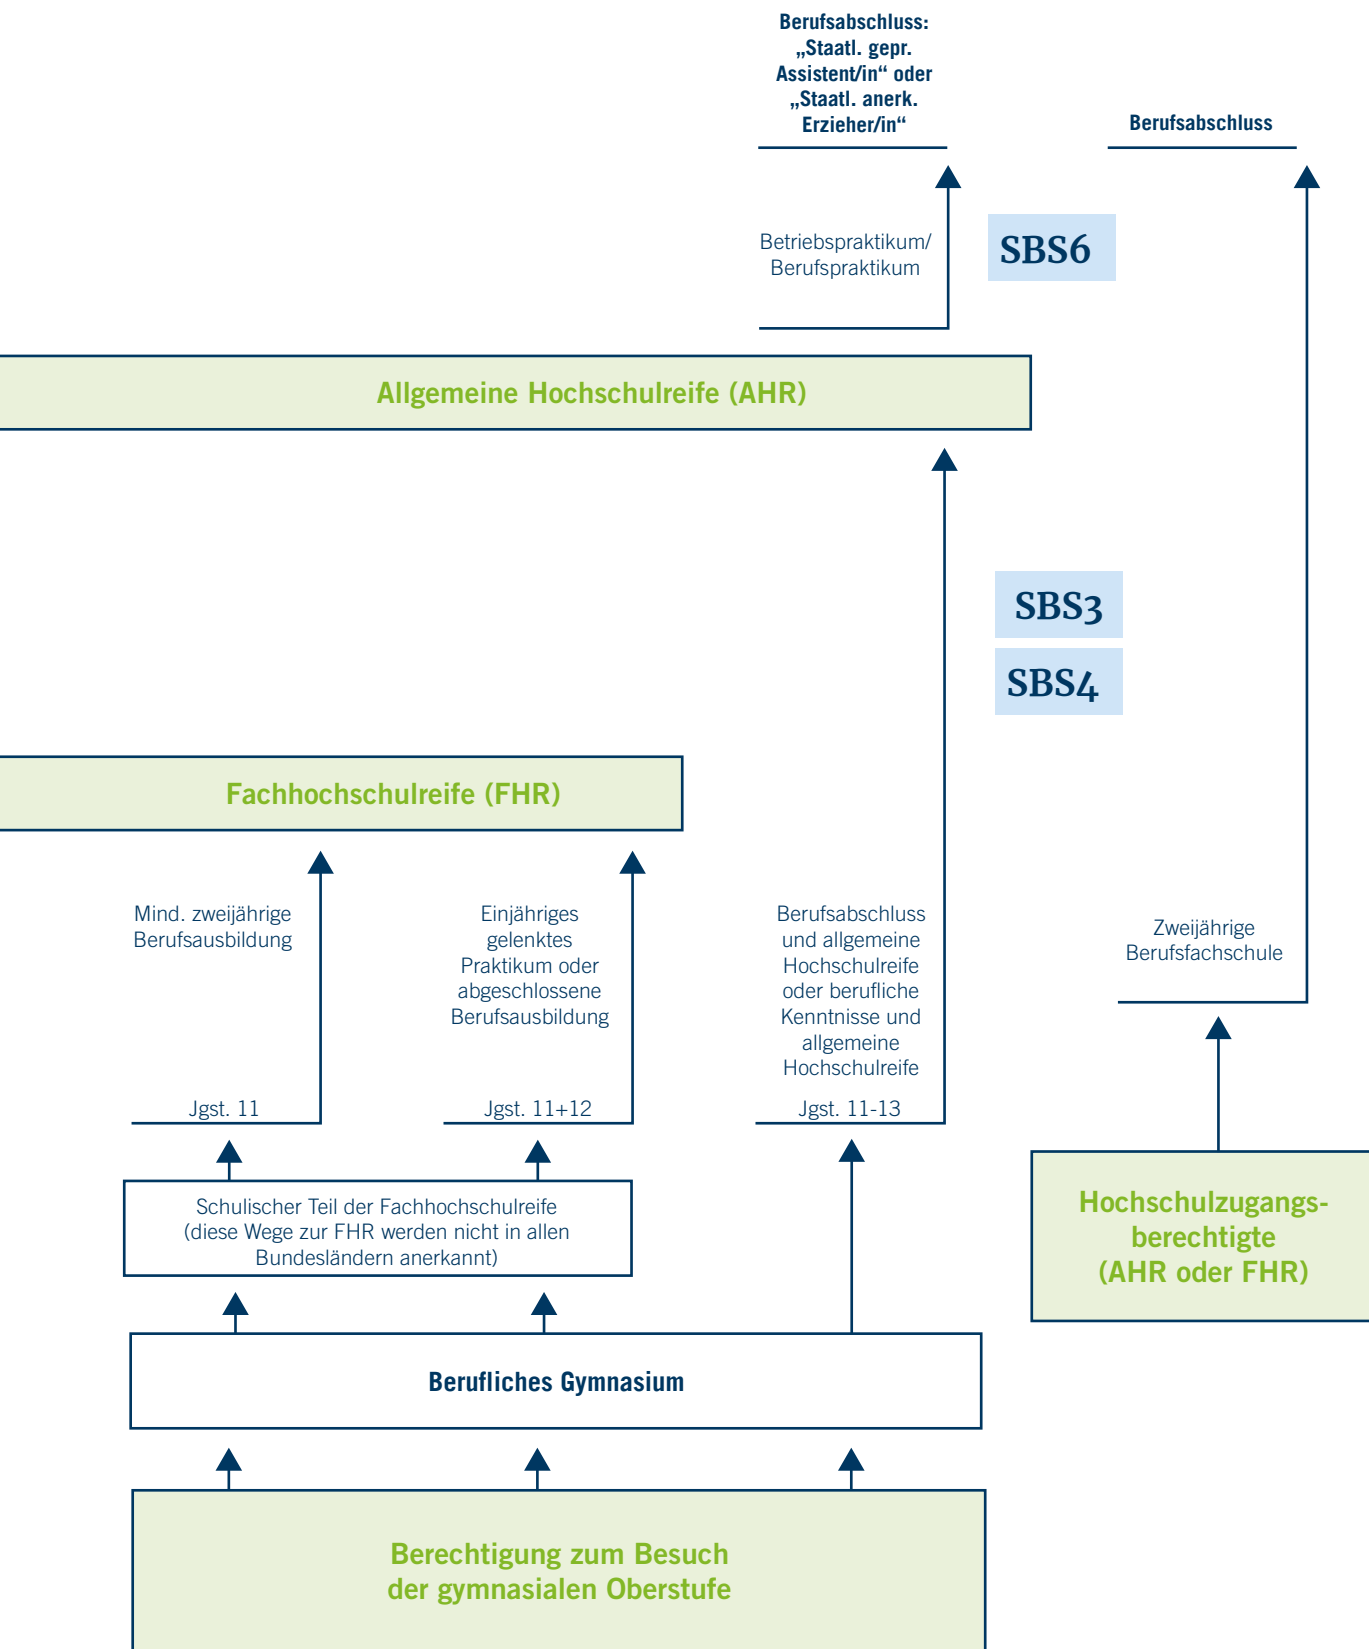 Berufsabschluss:
„Staatl. gepr.
Assistent/in“ oder
„Staatl. anerk.
Erzieher/in“
Berufsabschluss
Betriebspraktikum/
Berufspraktikum
SBS6
Allgemeine Hochschulreife (AHR)
SBS3
SBS4
Fachhochschulreife (FHR)
Mind. zweijährige
Berufsausbildung
Jgst. 11
Einjähriges
gelenktes
Praktikum oder
abgeschlossene
Berufsausbildung
Jgst. 11+12
Berufsabschluss
und allgemeine
Hochschulreife
oder berufliche
Kenntnisse und
allgemeine
Hochschulreife
Jgst. 11-13
Zweijährige
Berufsfachschule
Schulischer Teil der Fachhochschulreife
(diese Wege zur FHR werden nicht in allen
Bundesländern anerkannt)
Hochschulzugangs-
berechtigte
(AHR oder FHR)
Berufliches Gymnasium
Berechtigung zum Besuch
der gymnasialen Oberstufe